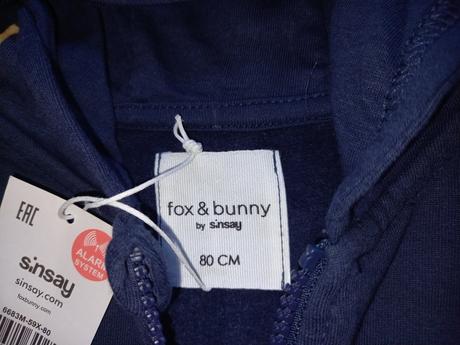 fox & bunny
by sinsay
80 CM
EAC
ALARM
SYSTEM
sinsay
sinsay.com
foxbunny.com
6683M-59X-80